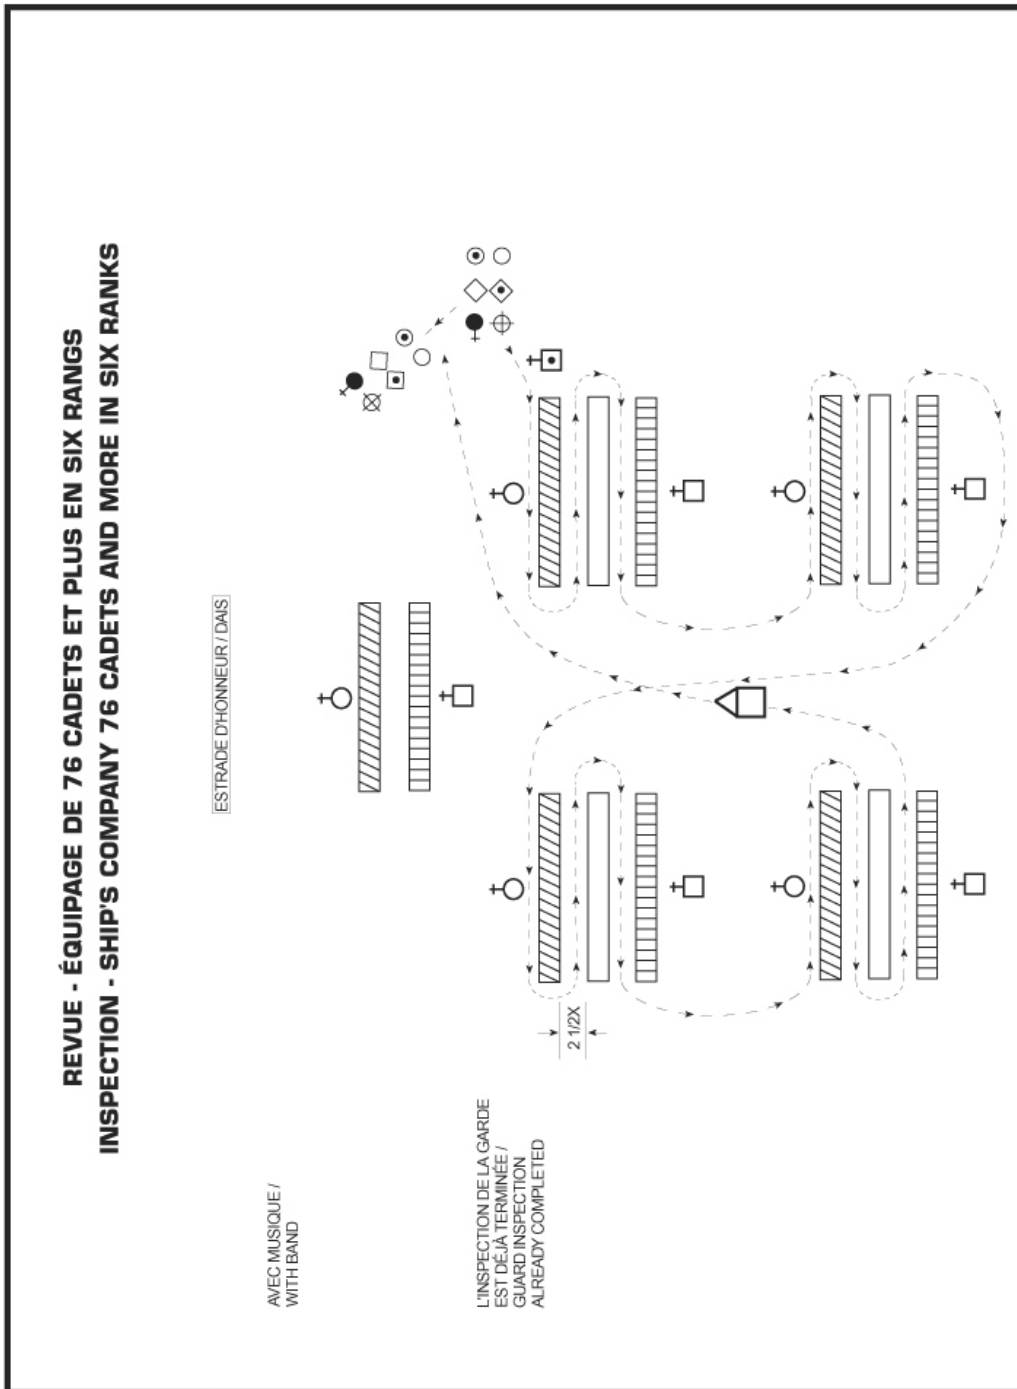 REVUE - ÉQUIPAGE DE 76 CADETS ET PLUS EN SIX RANGS
INSPECTION - SHIP'S COMPANY 76 CADETS AND MORE IN SIX RANKS
ESTRADE D'HONNEUR / DAIS
AVEC MUSIQUE /
WITH BAND
L'INSPECTION DE LA GARDE
EST DÉJÀ TERMINÉE /
GUARD INSPECTION
ALREADY COMPLETED
2 1/2X